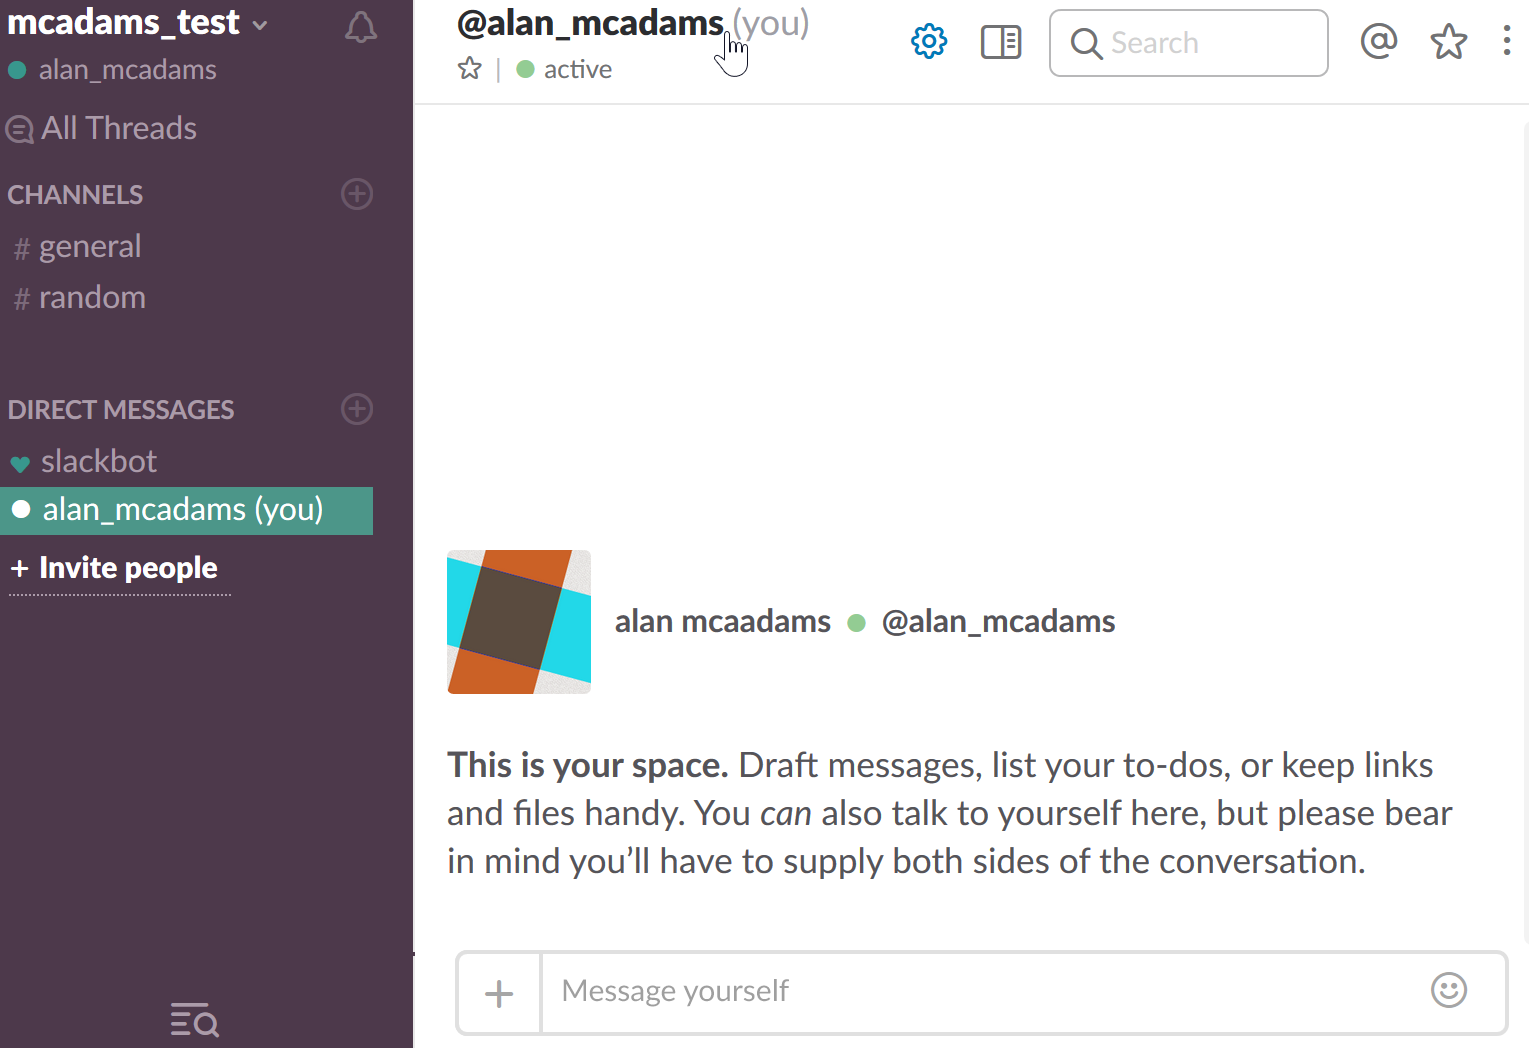 mcadams_test
alan_mcadams
All Threads
CHANNELS
# general
# random
DIRECT MESSAGES
slackbot
alan_mcadams (you)
+ Invite people
@alan_mcadams (you)
| active
Search
alan mcaadams @alan_mcadams
This is your space. Draft messages, list your to-dos, or keep links
and files handy. You can also talk to yourself here, but please bear
in mind you’ll have to supply both sides of the conversation.
Message yourself